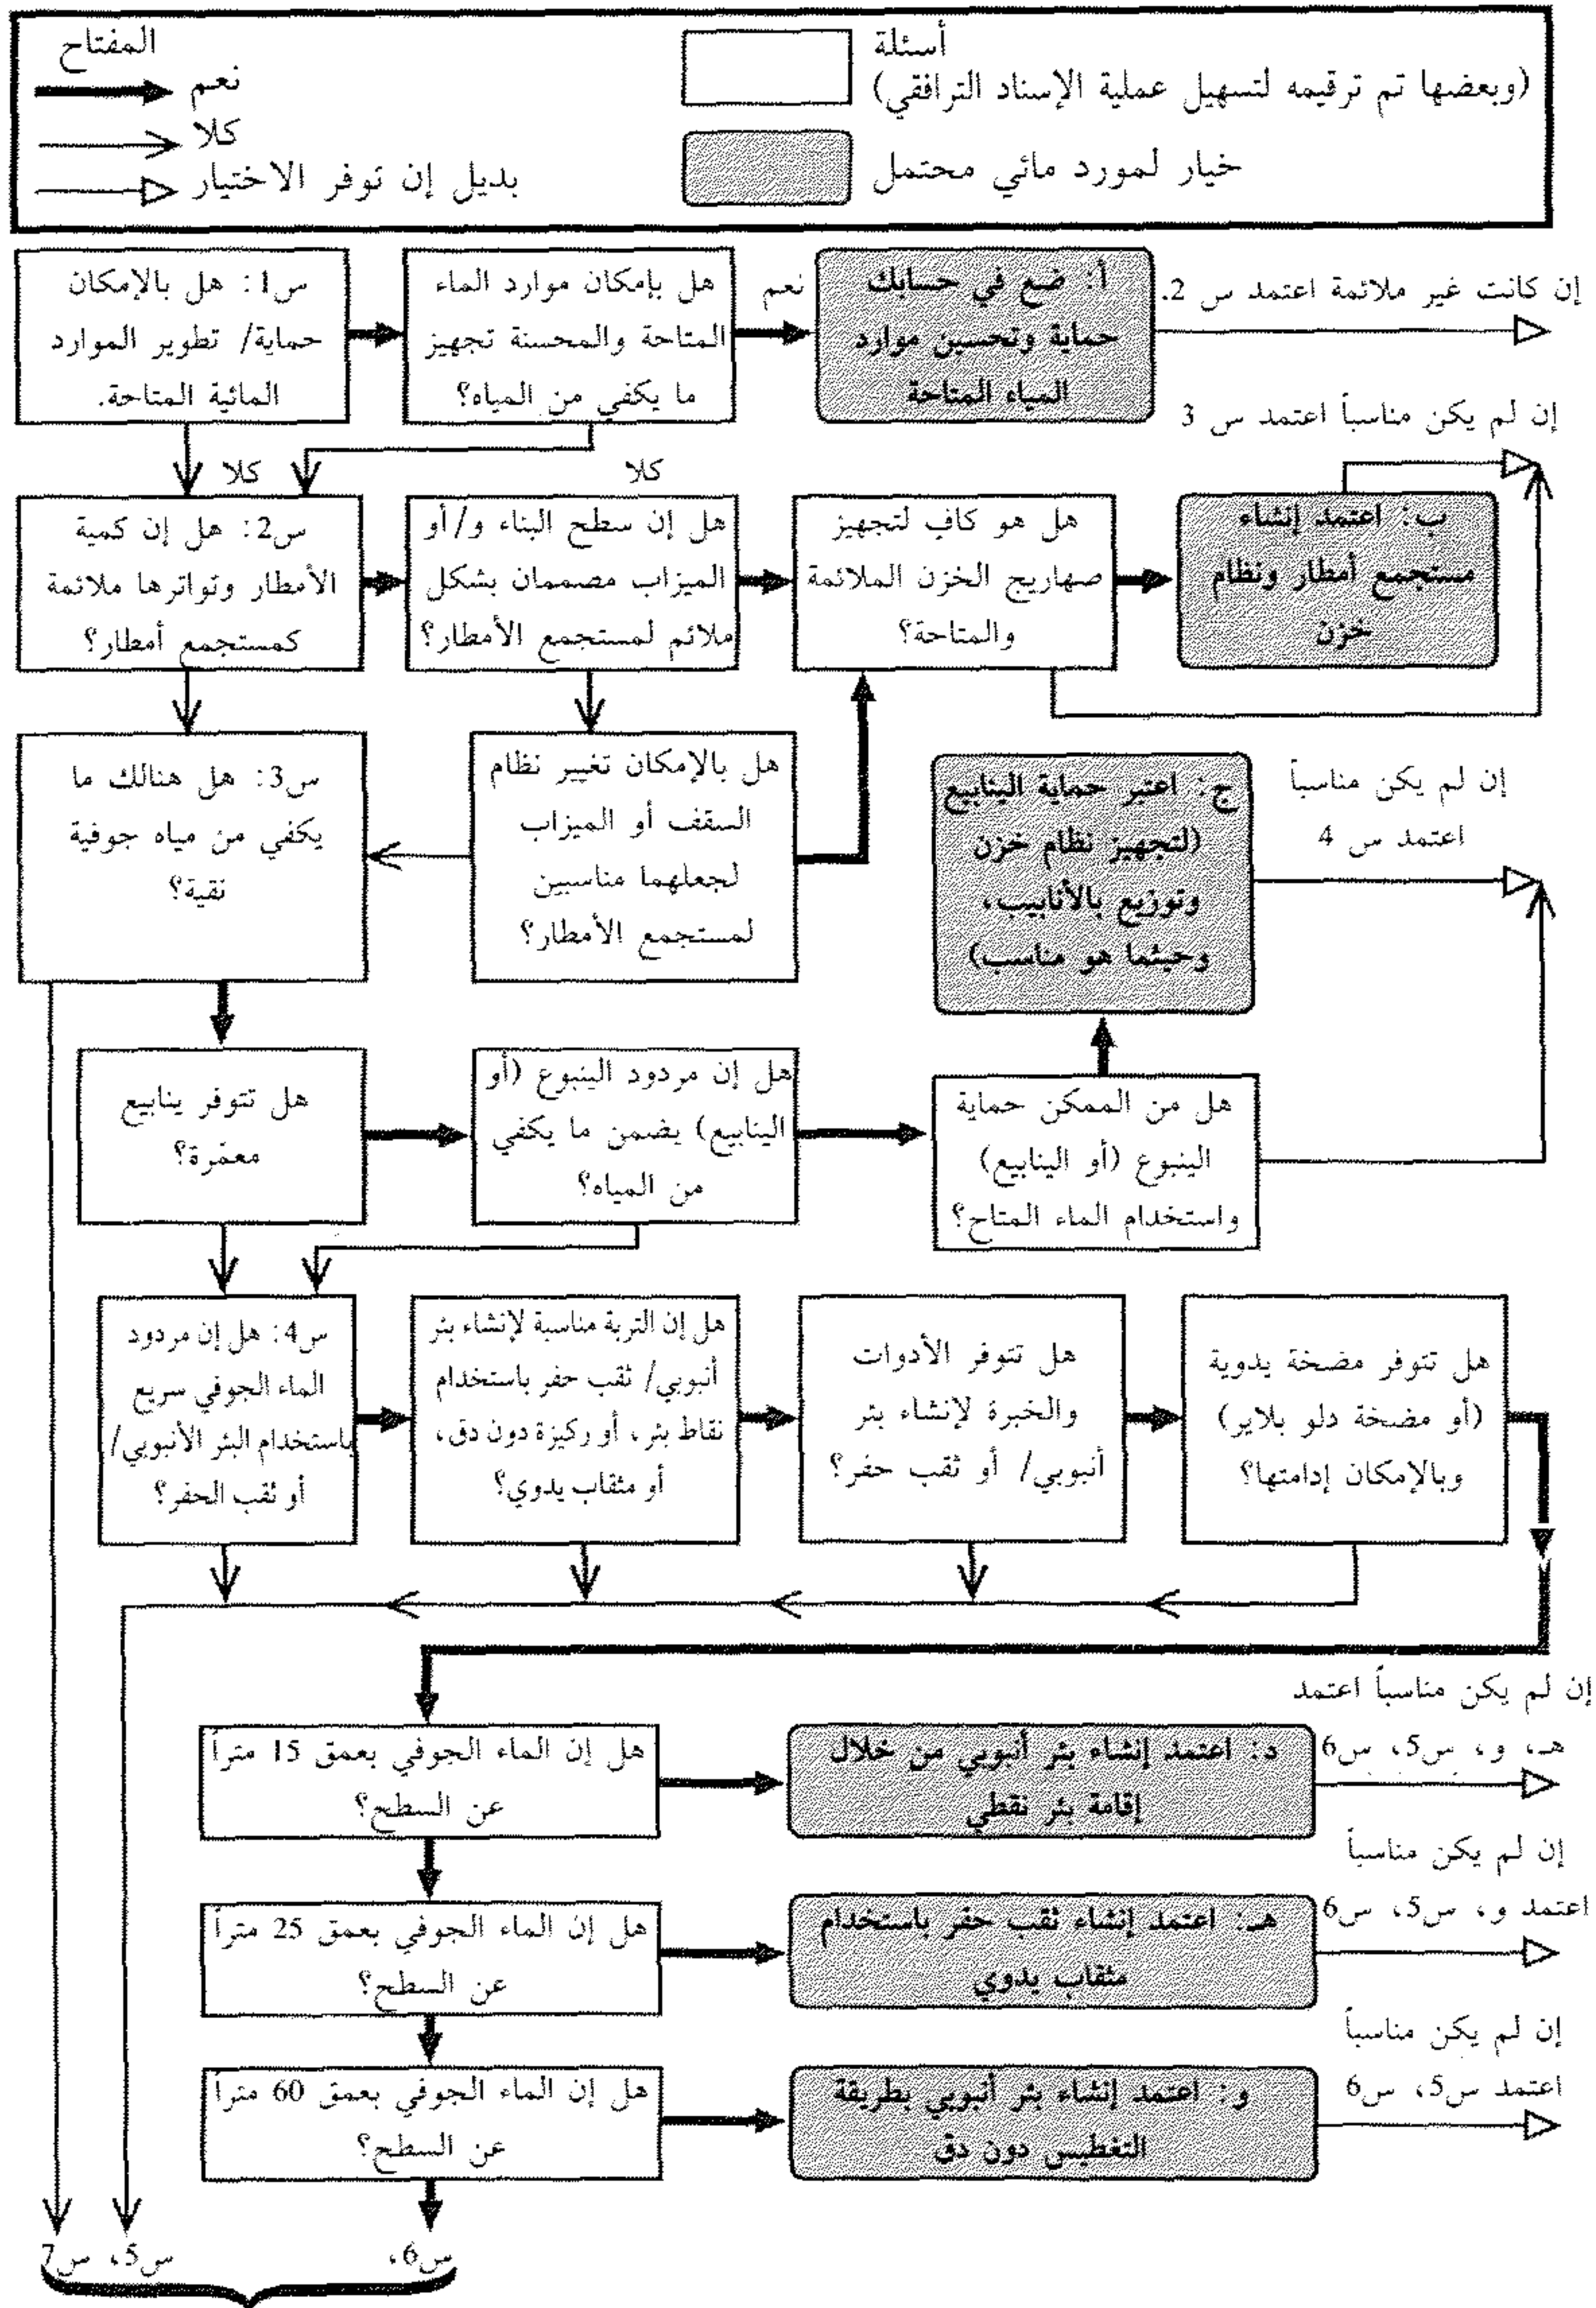 المفتاح
نعم
كلا
بديل إن توفر الاختيار
أسئلة
(وبعضها تم ترقيمه لتسهيل عملية الإسناد الترافقي)
خيار لمورد مائي محتمل
س1: هل بالإمكان
حماية/ تطوير الموارد
المائية المتاحة.
هل بإمكان موارد الماء
المتاحة والمحسنة تجهيز
ما يكفي من المياه؟
نعم
أ: ضع في حسابك
حماية وتحسين موارد
المياه المتاحة
إن كانت غير ملائمة اعتمد س 2.
إن لم يكن مناسباً اعتمد س 3
كلا
كلا
س2: هل إن كمية
الأمطار وتواترها ملائمة
كمستجمع أمطار؟
هل إن سطح البناء و/أو
الميزاب مصممان بشكل
ملائم لمستجمع الأمطار؟
هل هو كافٍ لتجهيز
صهاريج الخزن الملائمة
والمتاحة؟
ب: اعتمد إنشاء
مستجمع أمطار ونظام
خزن
س3: هل هنالك ما
يكفي من مياه جوفية
نقية؟
هل بالإمكان تغيير نظام
السقف أو الميزاب
لجعلهما مناسبين
لمستجمع الأمطار؟
ج: اعتبر حماية الينابيع
(لتجهيز نظام خزن
وتوزيع بالأنابيب،
وحيثما هو مناسب)
إن لم يكن مناسباً
اعتمد س 4
هل تتوفر ينابيع
معمّرة؟
هل إن مردود الينبوع (أو
الينابيع) يضمن ما يكفي
من المياه؟
هل من الممكن حماية
الينبوع (أو الينابيع)
واستخدام الماء المتاح؟
س4: هل إن مردود
الماء الجوفي سريع
باستخدام البئر الأنبوبي/
أو ثقب الحفر؟
هل إن التربة مناسبة لإنشاء بئر
أنبوبي/ ثقب حفر باستخدام
نقاط بئر، أو ركيزة دون دق،
أو مثقاب يدوي؟
هل تتوفر الأدوات
والخبرة لإنشاء بئر
أنبوبي/ أو ثقب حفر؟
هل تتوفر مضخة يدوية
(أو مضخة دلو بلاير)
وبالإمكان إدامتها؟
هل إن الماء الجوفي بعمق 15 متراً
عن السطح؟
د: اعتمد إنشاء بئر أنبوبي من خلال
إقامة بئر نقطي
إن لم يكن مناسباً اعتمد
هـ، و، س5، س6
هل إن الماء الجوفي بعمق 25 متراً
عن السطح؟
هـ: اعتمد إنشاء ثقب حفر باستخدام
مثقاب يدوي
إن لم يكن مناسباً
اعتمد و، س5، س6
هل إن الماء الجوفي بعمق 60 متراً
عن السطح؟
و: اعتمد إنشاء بئر أنبوبي بطريقة
التغطيس دون دق
إن لم يكن مناسباً
اعتمد س5، س6
س6،
س5، س7